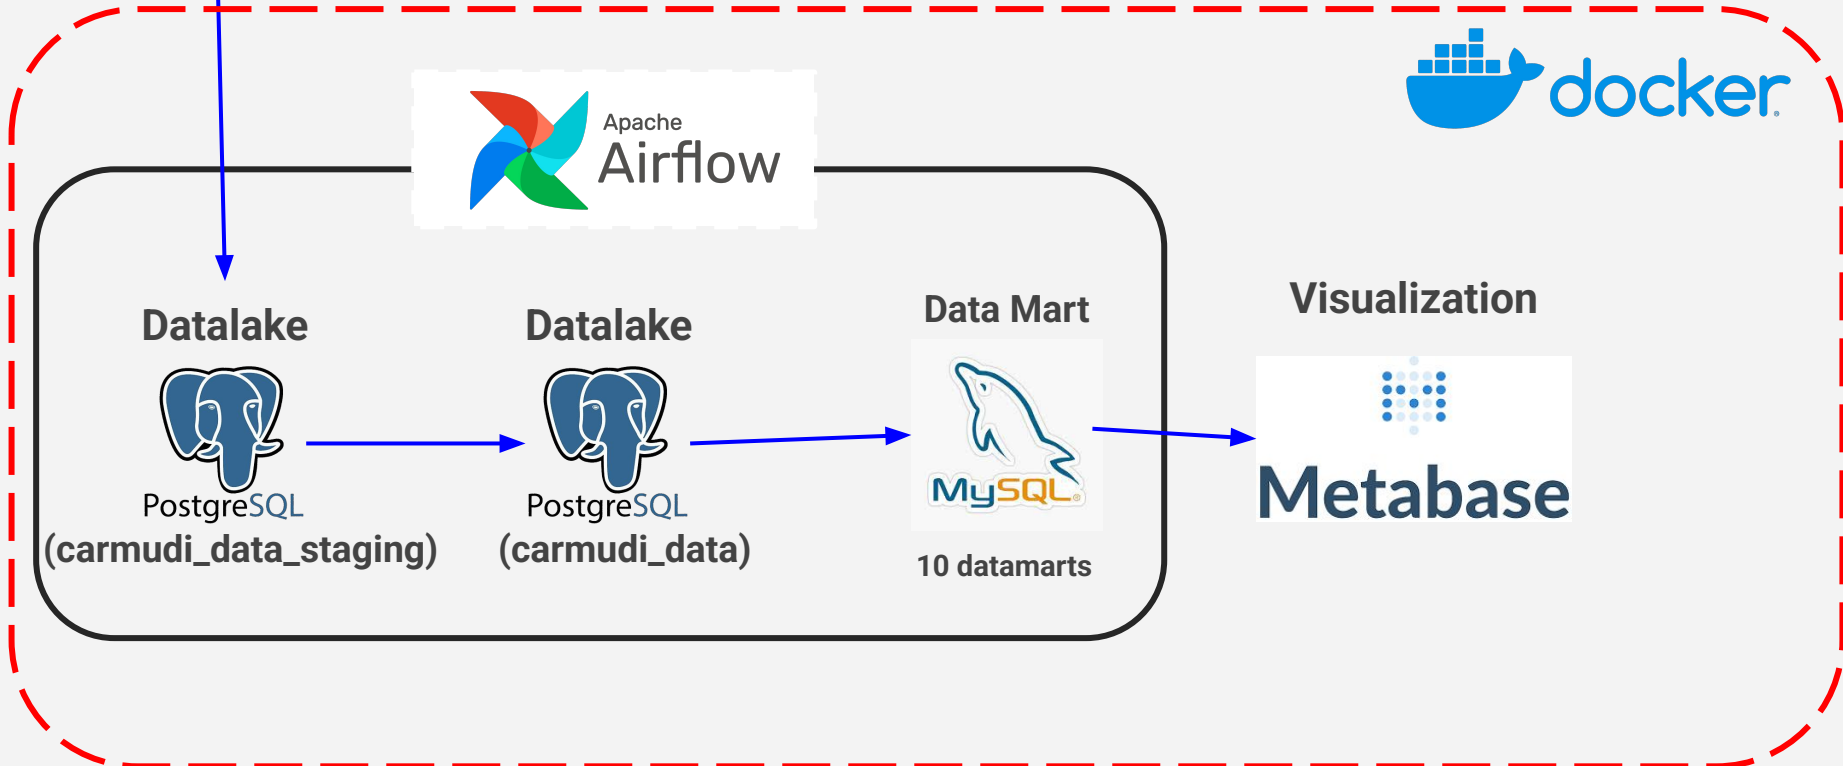 docker
Apache
Airflow
Datalake
PostgreSQL
(carmudi_data_staging)
Datalake
PostgreSQL
(carmudi_data)
Data Mart
MySQL®
10 datamarts
Visualization
Metabase